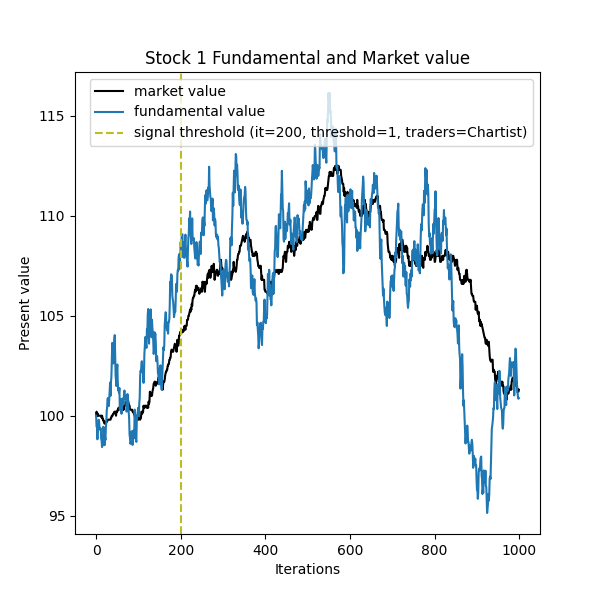 Stock 1 Fundamental and Market value
market value
fundamental value
signal threshold (it=200, threshold=1, traders=Chartist)
Present value
115
110
105
100
95
0 200 400 600 800 1000
Iterations